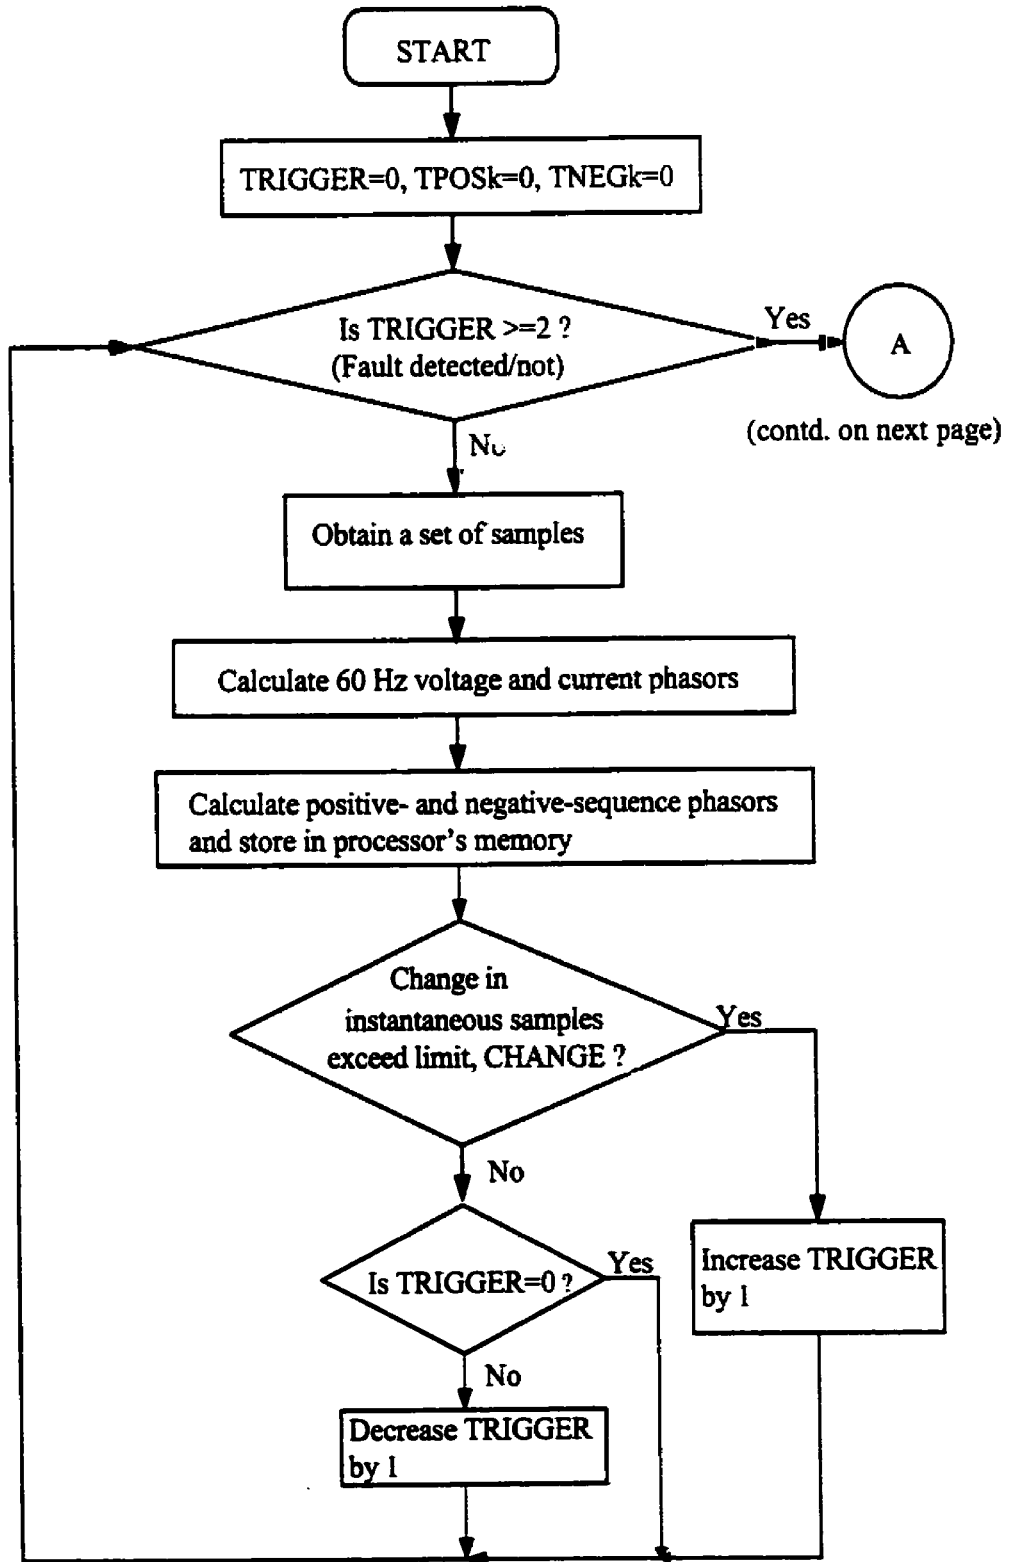 START
TRIGGER=0, TPOSk=0, TNEGk=0
Is TRIGGER >=2 ?
(Fault detected/not)
Yes
A
(contd. on next page)
No
Obtain a set of samples
Calculate 60 Hz voltage and current phasors
Calculate positive- and negative-sequence phasors
and store in processor's memory
Change in
instantaneous samples
exceed limit, CHANGE ?
Yes
No
Is TRIGGER=0 ?
Yes
Increase TRIGGER
by 1
No
Decrease TRIGGER
by 1